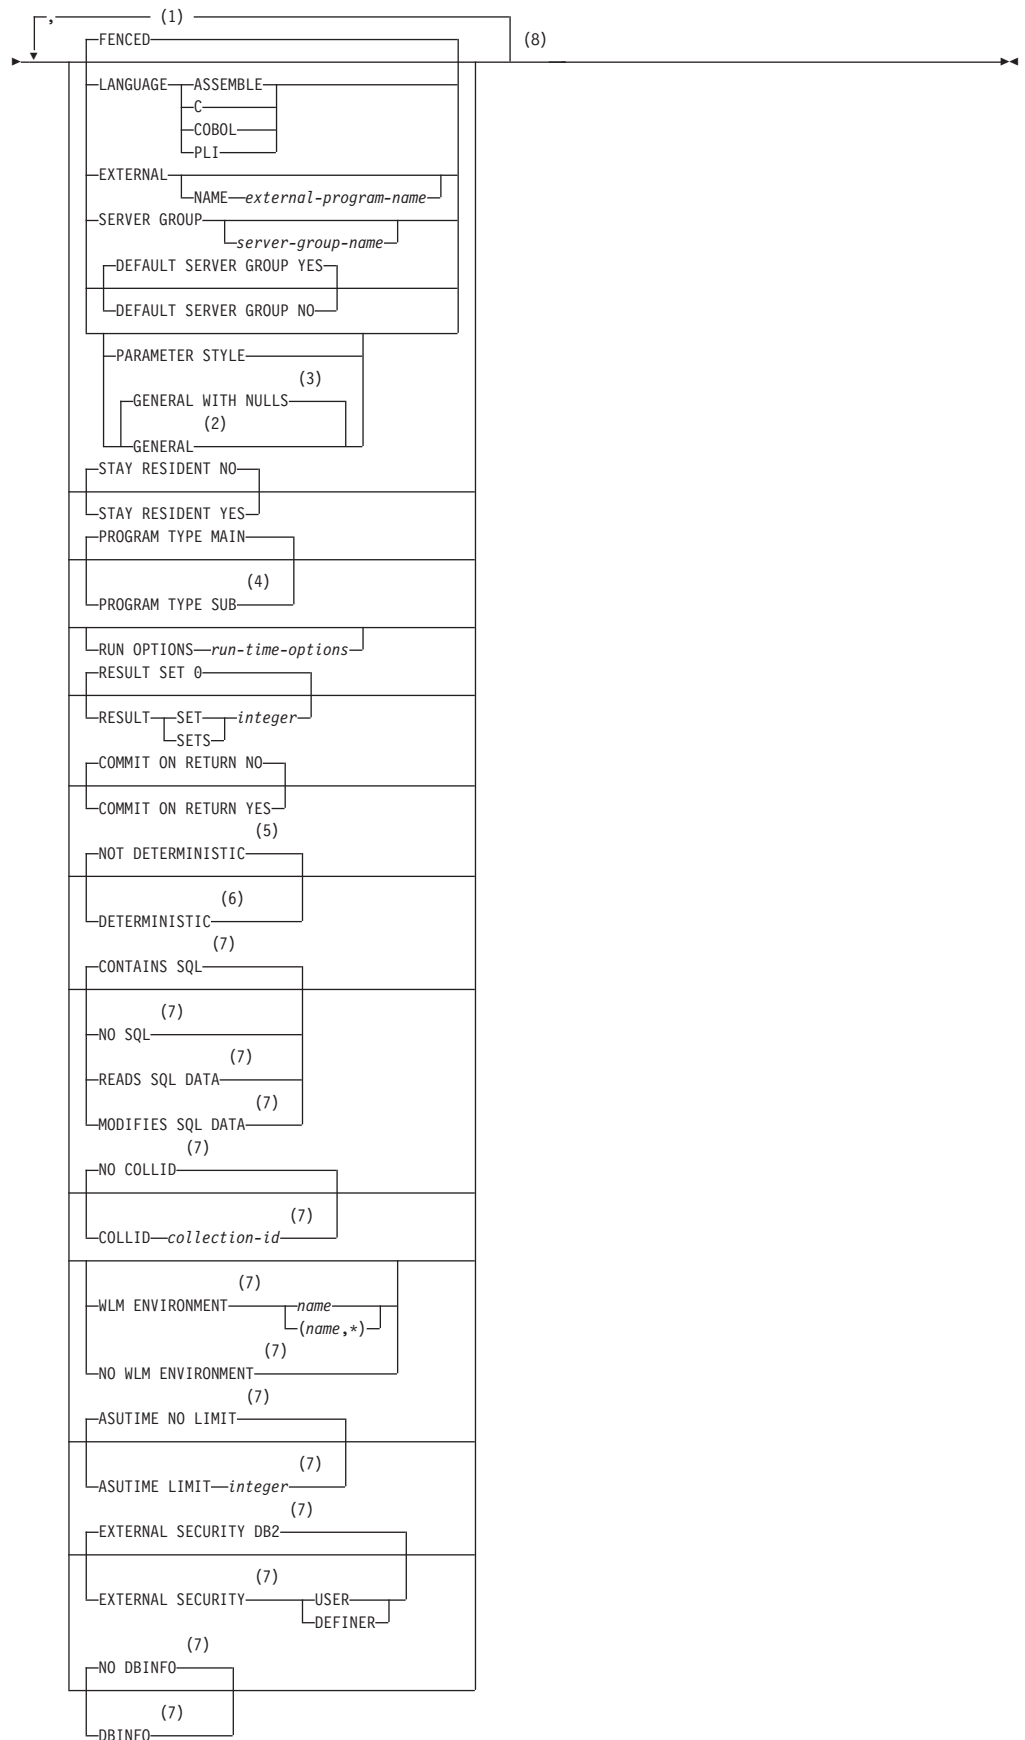 , (1)
FENCED (8)
LANGUAGE ASSEMBLE
C
COBOL
PLI
EXTERNAL
NAME external-program-name
SERVER GROUP
server-group-name
DEFAULT SERVER GROUP YES
DEFAULT SERVER GROUP NO
PARAMETER STYLE
(3)
GENERAL WITH NULLS
(2)
GENERAL
STAY RESIDENT NO
STAY RESIDENT YES
PROGRAM TYPE MAIN
(4)
PROGRAM TYPE SUB
RUN OPTIONS run-time-options
RESULT SET 0
RESULT SET integer
SETS
COMMIT ON RETURN NO
COMMIT ON RETURN YES
(5)
NOT DETERMINISTIC
(6)
DETERMINISTIC
(7)
CONTAINS SQL
(7)
NO SQL
(7)
READS SQL DATA
(7)
MODIFIES SQL DATA
(7)
NO COLLID
(7)
COLLID collection-id
(7)
WLM ENVIRONMENT name
(name,*)
(7)
NO WLM ENVIRONMENT
(7)
ASUTIME NO LIMIT
(7)
ASUTIME LIMIT integer
(7)
EXTERNAL SECURITY DB2
(7)
EXTERNAL SECURITY USER
DEFINER
(7)
NO DBINFO
(7)
DBINFO